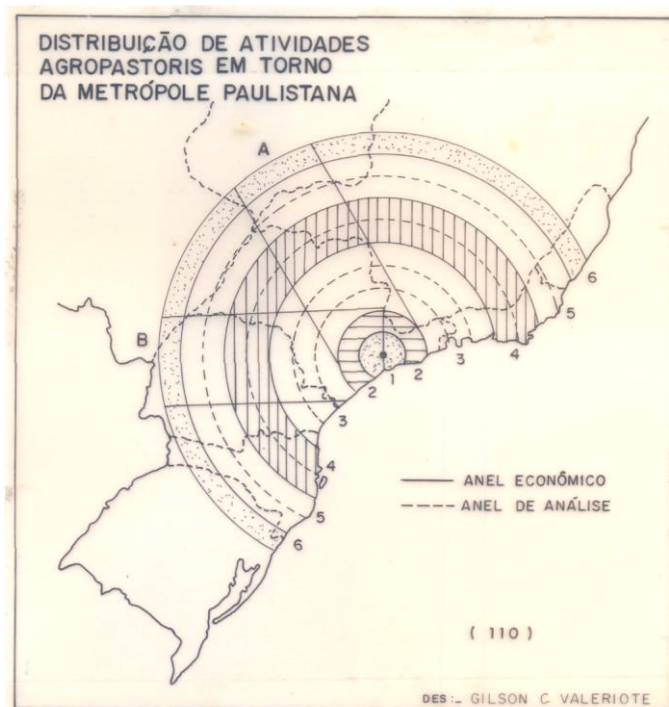 DISTRIBUIÇÃO DE ATIVIDADES
AGROPASTORIS EM TORNO
DA METRÓPOLE PAULISTANA
A
B
6
5
4
3
2
1
2
3
4
5
6
ANEL ECONÔMICO
ANEL DE ANÁLISE
( 110 )
DES:- GILSON C VALERIOTE